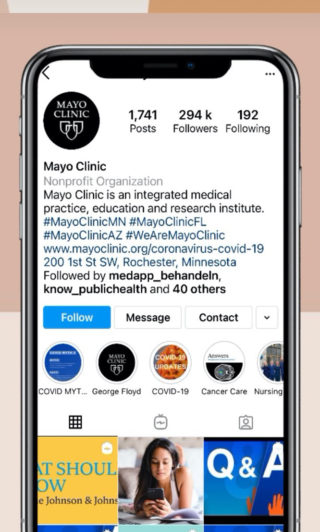 MAYO
CLINIC
1,741 294 k 192
Posts Followers Following
Mayo Clinic
Nonprofit Organization
Mayo Clinic is an integrated medical
practice, education and research institute.
#MayoClinicMN #MayoClinicFL
#MayoClinicAZ #WeAreMayoClinic
www.mayoclinic.org/coronavirus-covid-19
200 1st St SW, Rochester, Minnesota
Followed by medapp_behandeln,
know_publichealth and 40 others
Follow Message Contact
MAYO
CLINIC
COVID-19
UPDATES
Answers
COVID MYT... George Floyd COVID-19 Cancer Care Nursing
AT SHOUL
OW
e Johnson & Johns
Q & A